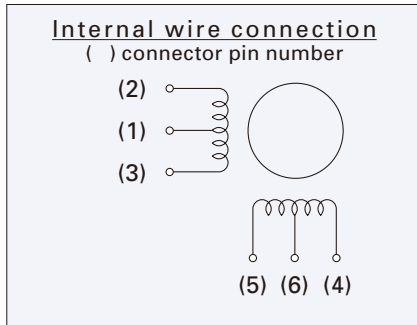 Internal wire connection
( ) connector pin number
(2)
(1)
(3)
(5) (6) (4)